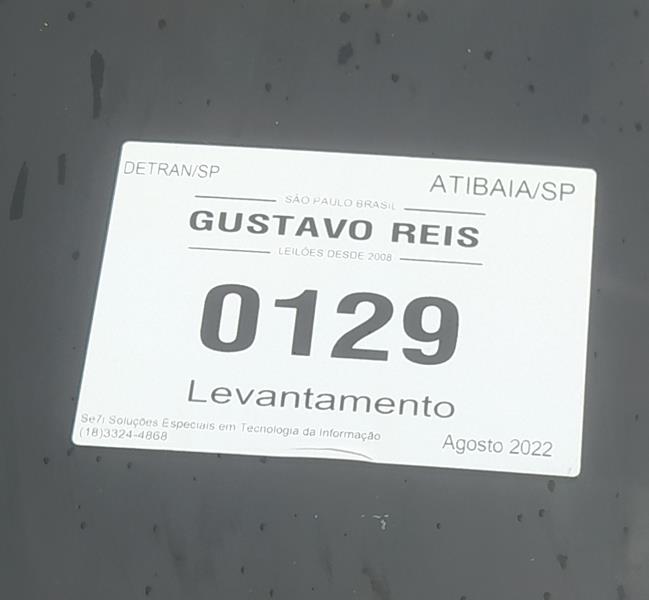 DETRAN/SP
ATIBAIA/SP
SÃO PAULO BRASIL
GUSTAVO REIS
LEILÕES DESDE 2008
0129
Levantamento
Se7i Soluções Especiais em Tecnologia da Informação
(18)3324-4868
Agosto 2022